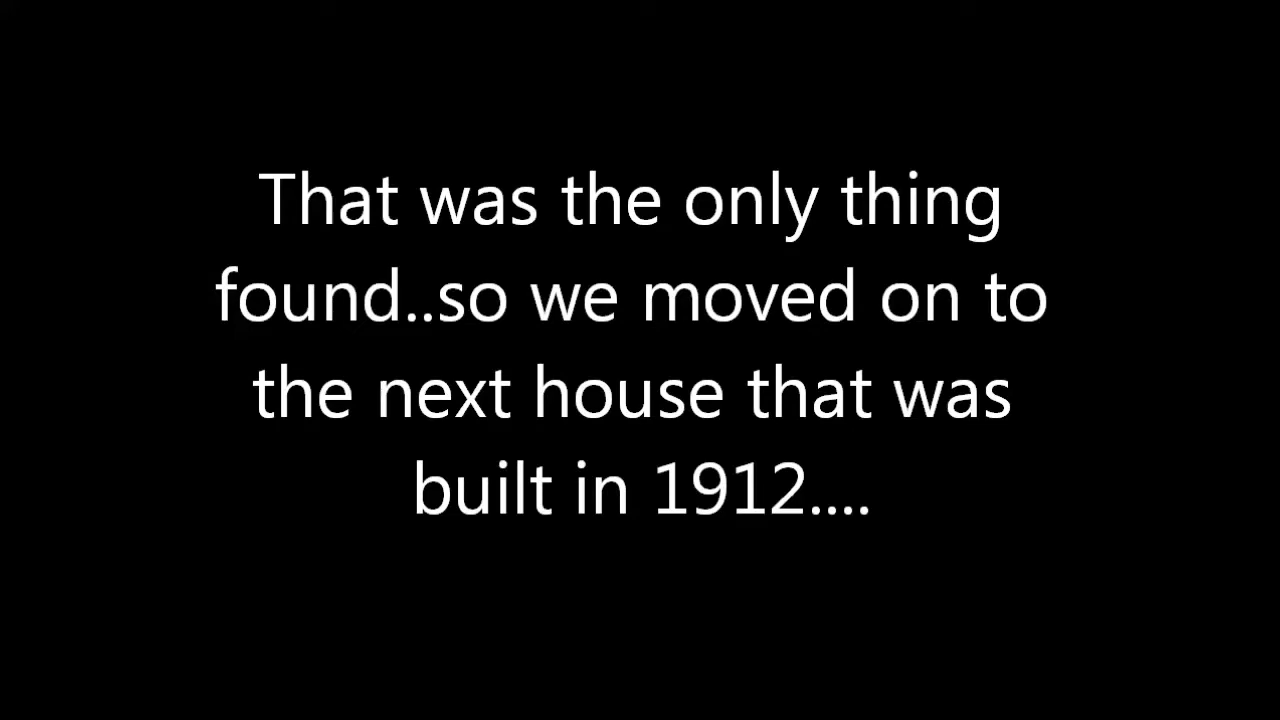 That was the only thing
found..so we moved on to
the next house that was
built in 1912....